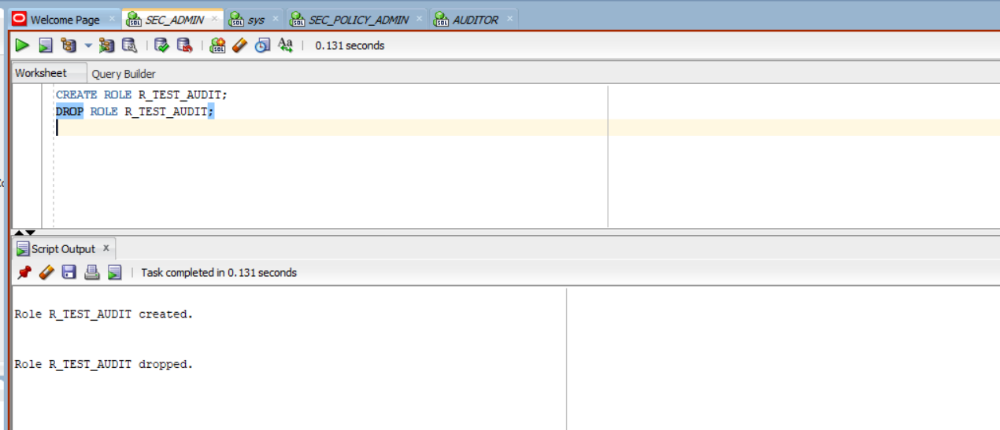 Welcome Page SEC_ADMIN sys SEC_POLICY_ADMIN AUDITOR
0.131 seconds
Worksheet Query Builder
CREATE ROLE R_TEST_AUDIT;
DROP ROLE R_TEST_AUDIT;
Script Output x
Task completed in 0.131 seconds
Role R_TEST_AUDIT created.
Role R_TEST_AUDIT dropped.